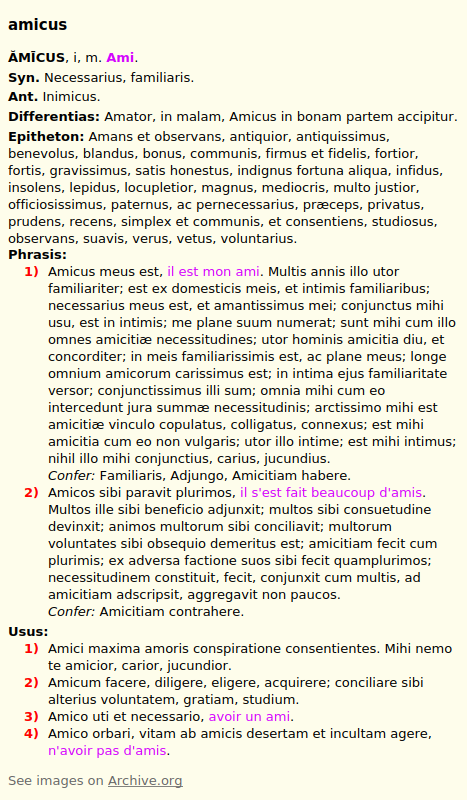 amicus
ĂMĪCUS, i, m. Ami.
Syn. Necessarius, familiaris.
Ant. Inimicus.
Differentias: Amator, in malam, Amicus in bonam partem accipitur.
Epitheton: Amans et observans, antiquior, antiquissimus,
benevolus, blandus, bonus, communis, firmus et fidelis, fortior,
fortis, gravissimus, satis honestus, indignus fortuna aliqua, infidus,
insolens, lepidus, locupletior, magnus, mediocris, multo justior,
officiosissimus, paternus, ac pernecessarius, præceps, privatus,
prudens, recens, simplex et communis, et consentiens, studiosus,
observans, suavis, verus, vetus, voluntarius.
Phrasis:
1) Amicus meus est, il est mon ami. Multis annis illo utor
familiariter; est ex domesticis meis, et intimis familiaribus;
necessarius meus est, et amantissimus mei; conjunctus mihi
usu, est in intimis; me plane suum numerat; sunt mihi cum illo
omnes amicitiæ necessitudines; utor hominis amicitia diu, et
concorditer; in meis familiarissimis est, ac plane meus; longe
omnium amicorum carissimus est; in intima ejus familiaritate
versor; conjunctissimus illi sum; omnia mihi cum eo
intercedunt jura summæ necessitudinis; arctissimo mihi est
amicitiæ vinculo copulatus, colligatus, connexus; est mihi
amicitia cum eo non vulgaris; utor illo intime; est mihi intimus;
nihil illo mihi conjunctius, carius, jucundius.
Confer: Familiaris, Adjungo, Amicitiam habere.
2) Amicos sibi paravit plurimos, il s'est fait beaucoup d'amis.
Multos ille sibi beneficio adjunxit; multos sibi consuetudine
devinxit; animos multorum sibi conciliavit; multorum
voluntates sibi obsequio demeritus est; amicitiam fecit cum
plurimis; ex adversa factione suos sibi fecit quamplurimos;
necessitudinem constituit, fecit, conjunxit cum multis, ad
amicitiam adscripsit, aggregavit non paucos.
Confer: Amicitiam contrahere.
Usus:
1) Amici maxima amoris conspiratione consentientes. Mihi nemo
te amicior, carior, jucundior.
2) Amicum facere, diligere, eligere, acquirere; conciliare sibi
alterius voluntatem, gratiam, studium.
3) Amico uti et necessario, avoir un ami.
4) Amico orbari, vitam ab amicis desertam et incultam agere,
n'avoir pas d'amis.
See images on Archive.org